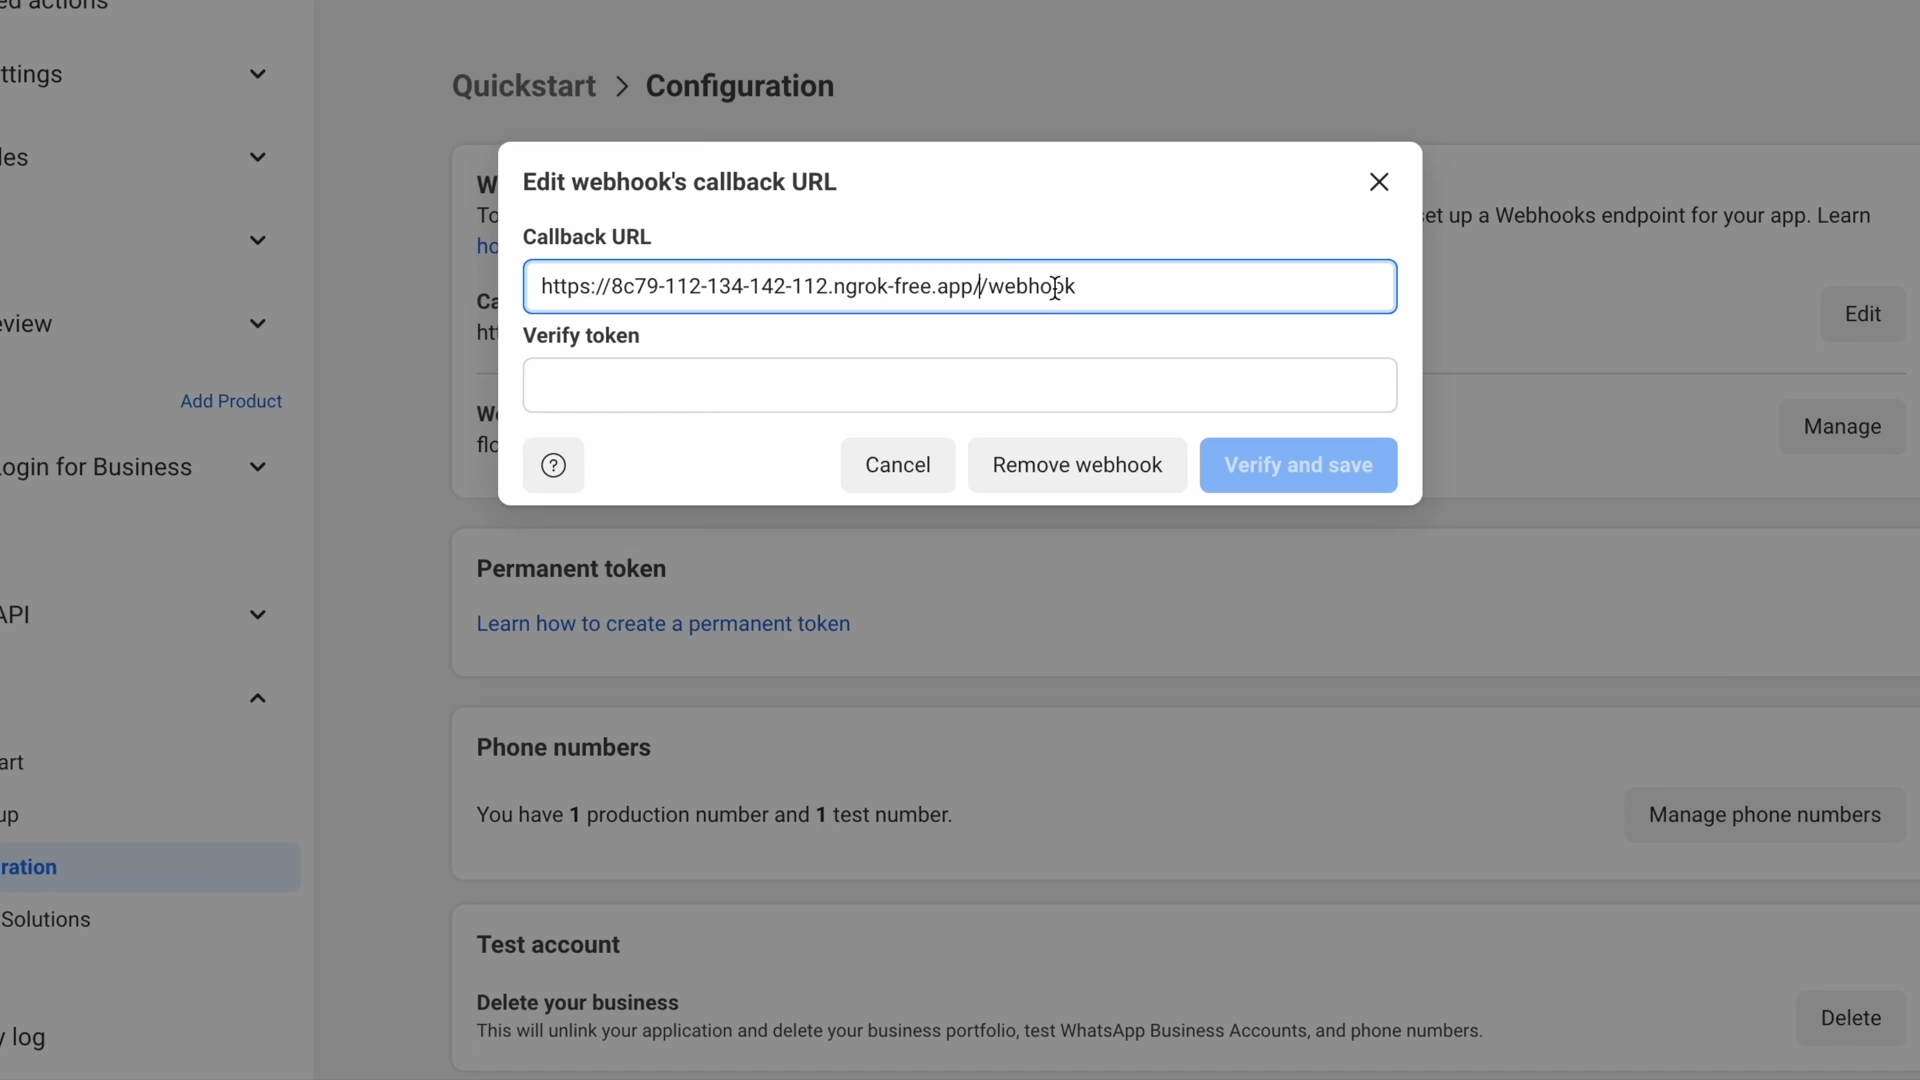 ed actions
ttings
les
eview
Add Product
Login for Business
API
art
up
ration
Solutions
y log
Quickstart > Configuration
W
To
set up a Webhooks endpoint for your app. Learn
ho
Ca
htt
Edit
We
flo
Manage
Edit webhook's callback URL
Callback URL
https://8c79-112-134-142-112.ngrok-free.app//webhook
Verify token
Cancel
Remove webhook
Verify and save
Permanent token
Learn how to create a permanent token
Phone numbers
You have 1 production number and 1 test number.
Manage phone numbers
Test account
Delete your business
This will unlink your application and delete your business portfolio, test WhatsApp Business Accounts, and phone numbers.
Delete